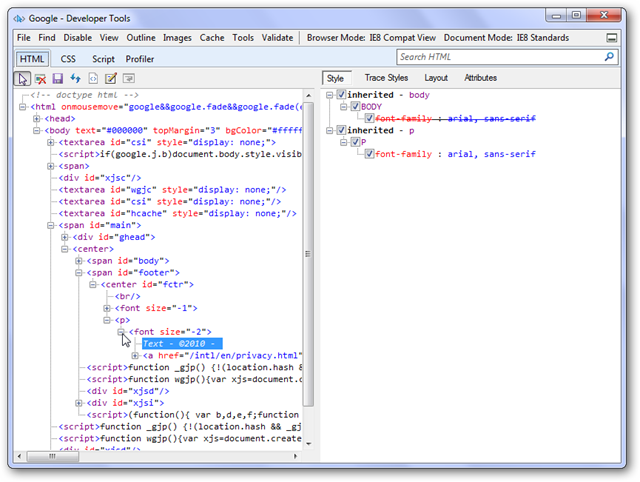 Google - Developer Tools
File Find Disable View Outline Images Cache Tools Validate Browser Mode: IE8 Compat View Document Mode: IE8 Standards
HTML CSS Script Profiler Search HTML
Style Trace Styles Layout Attributes
<!-- doctype html -->
<html onmousemove="google&&google.fade&&google.fade(e
<head>
<body text="#000000" topMargin="3" bgColor="#fffff
<textarea id="csi" style="display: none;"/>
<script>if(google.j.b)document.body.style.visib
<span>
<div id="xjsc"/>
<textarea id="wgjc" style="display: none;"/>
<textarea id="csi" style="display: none;"/>
<textarea id="hcache" style="display: none;"/>
<span id="main">
<div id="ghead">
<center>
<span id="body">
<span id="footer">
<center id="fctr">
<br/>
<font size="-1">
<p>
<font size="-2">
Text - ©2010 -
<a href="/intl/en/privacy.html"
<script>function _gjp() {!(location.hash &
<script>function wgjp(){var xjs=document.c
<div id="xjsd"/>
<div id="xjsi">
<script>(function(){ var b,d,e,f;function
<script>function _gjp() {!(location.hash && _g
<script>function wgjp(){var xjs=document.create
<div id="xjsd"/>
inherited - body
BODY
font-family : arial, sans-serif
inherited - p
P
font-family : arial, sans-serif